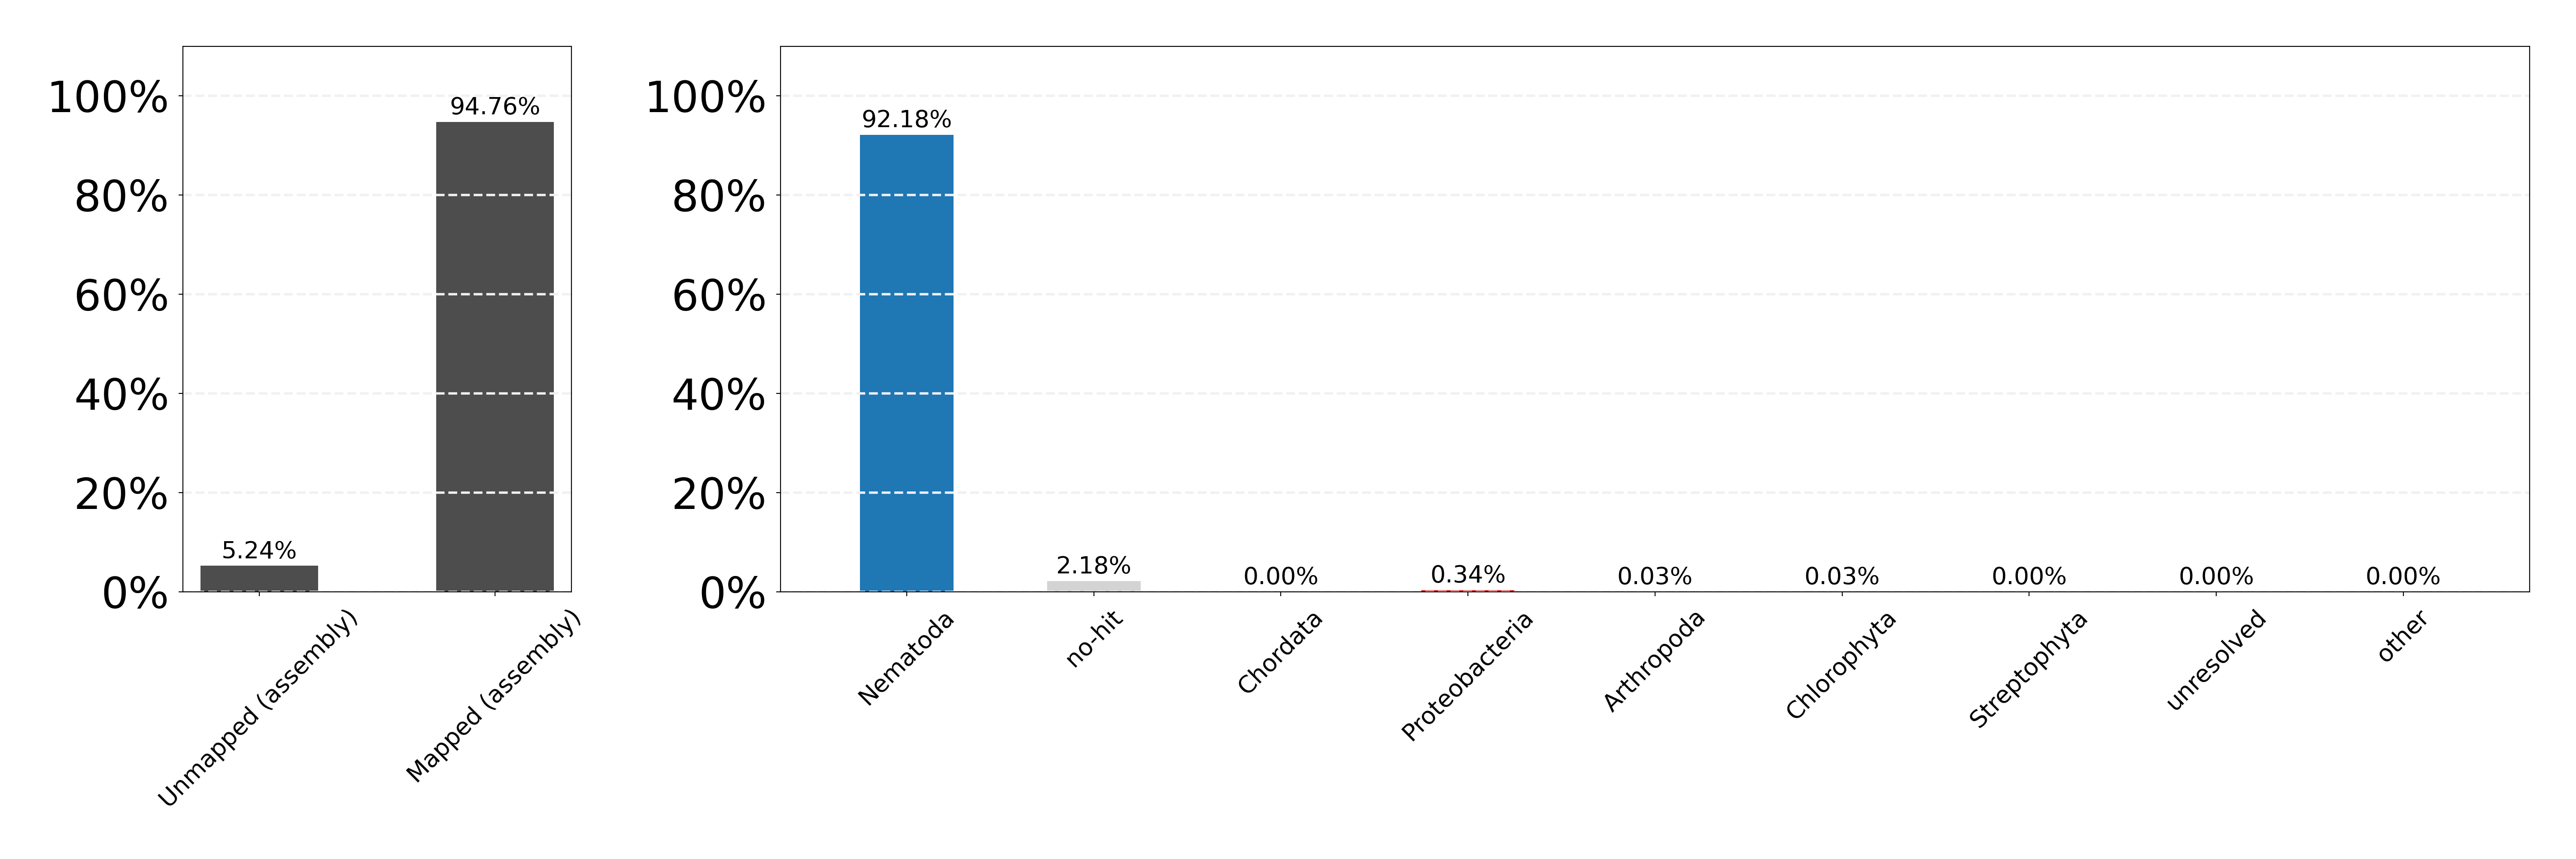 100%
80%
60%
40%
20%
0%
5.24%
94.76%
Unmapped (assembly)
Mapped (assembly)
100%
80%
60%
40%
20%
0%
92.18%
2.18%
0.00%
0.34%
0.03%
0.03%
0.00%
0.00%
0.00%
Nematoda
no-hit
Chordata
Proteobacteria
Arthropoda
Chlorophyta
Streptophyta
unresolved
other